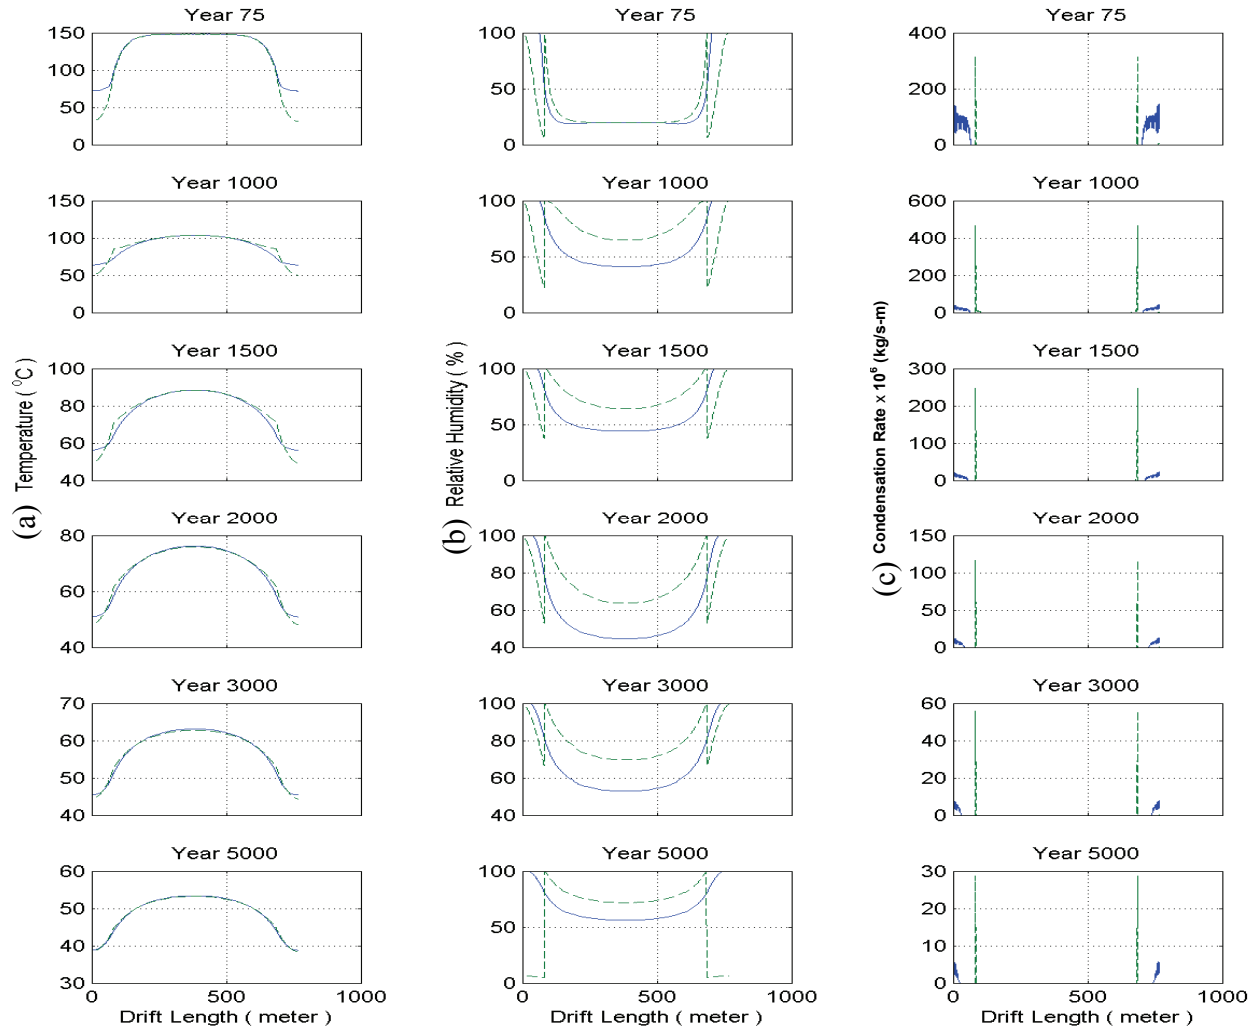 Year 75
Year 75
Year 75
150
100
50
0
100
80
60
40
20
0
400
200
0
Year 1000
Year 1000
Year 1000
150
100
50
0
100
50
0
600
400
200
0
Year 1500
Year 1500
Year 1500
100
80
60
40
100
50
0
300
200
100
0
Year 2000
Year 2000
Year 2000
80
60
40
100
80
60
40
150
100
50
0
Year 3000
Year 3000
Year 3000
70
60
50
40
100
80
60
40
60
40
20
0
Year 5000
Year 5000
Year 5000
60
50
40
30
100
50
0
30
20
10
0
0 500 1000
0 500 1000
0 500 1000
Drift Length ( meter )
Drift Length ( meter )
Drift Length ( meter )
(a) Temperature ( ⁰C)
(b) Relative Humidity ( % )
(c) Condensation Rate x 10⁶ (kg/s-m)